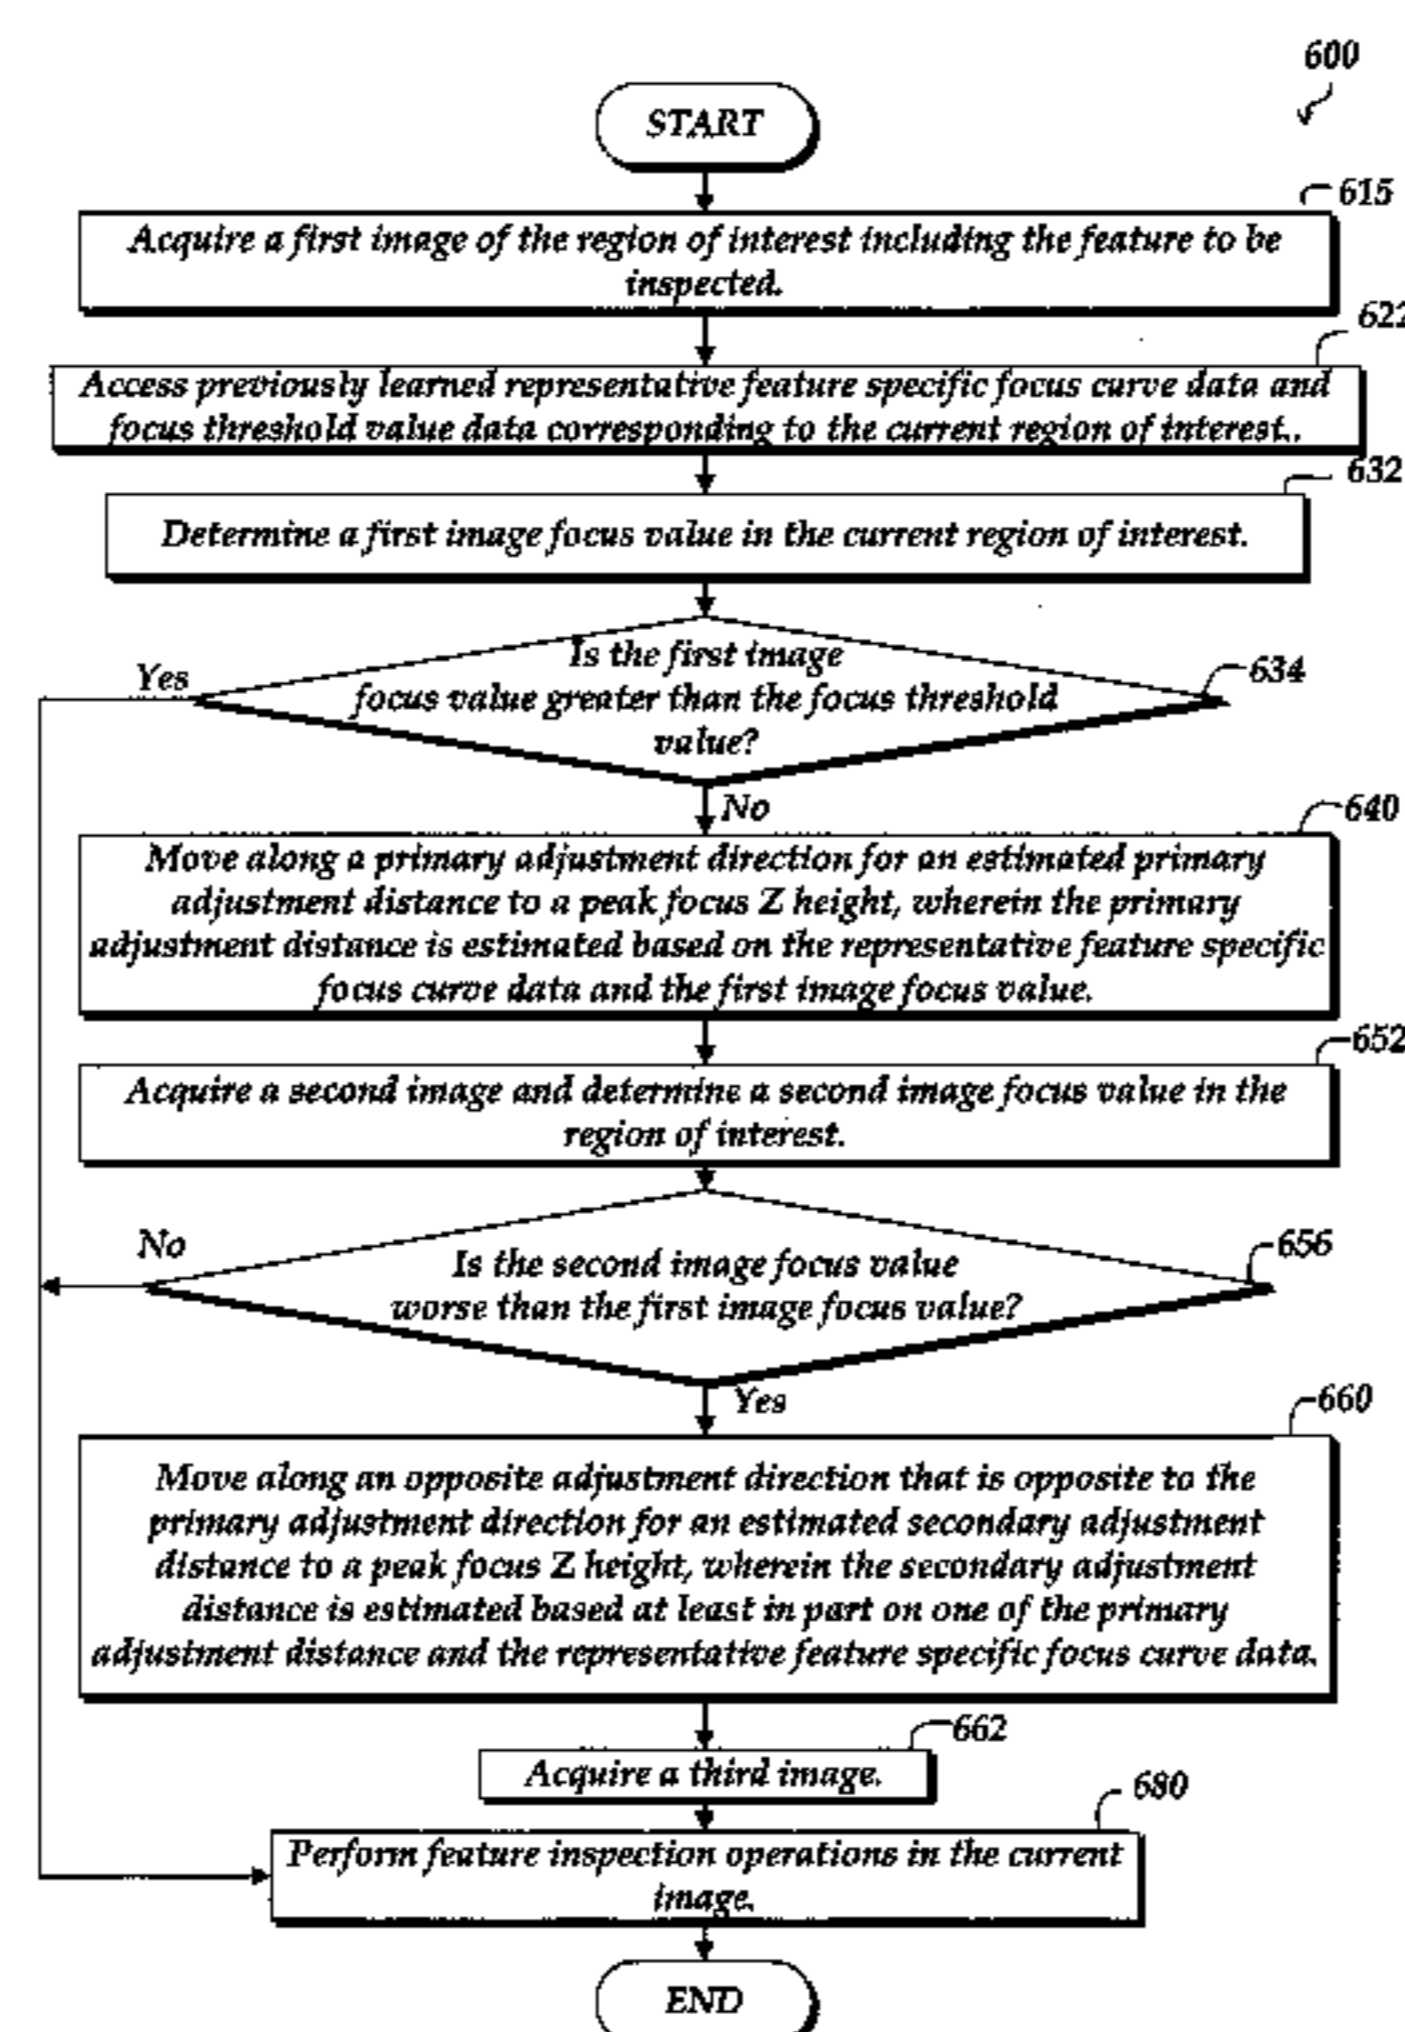 600
START
615
Acquire a first image of the region of interest including the feature to be
inspected.
622
Access previously learned representative feature specific focus curve data and
focus threshold value data corresponding to the current region of interest..
632
Determine a first image focus value in the current region of interest.
634
Yes
Is the first image
focus value greater than the focus threshold
value?
No
640
Move along a primary adjustment direction for an estimated primary
adjustment distance to a peak focus Z height, wherein the primary
adjustment distance is estimated based on the representative feature specific
focus curve data and the first image focus value.
652
Acquire a second image and determine a second image focus value in the
region of interest.
No
656
Is the second image focus value
worse than the first image focus value?
Yes
660
Move along an opposite adjustment direction that is opposite to the
primary adjustment direction for an estimated secondary adjustment
distance to a peak focus Z height, wherein the secondary adjustment
distance is estimated based at least in part on one of the primary
adjustment distance and the representative feature specific focus curve data.
662
Acquire a third image.
680
Perform feature inspection operations in the current
image.
END